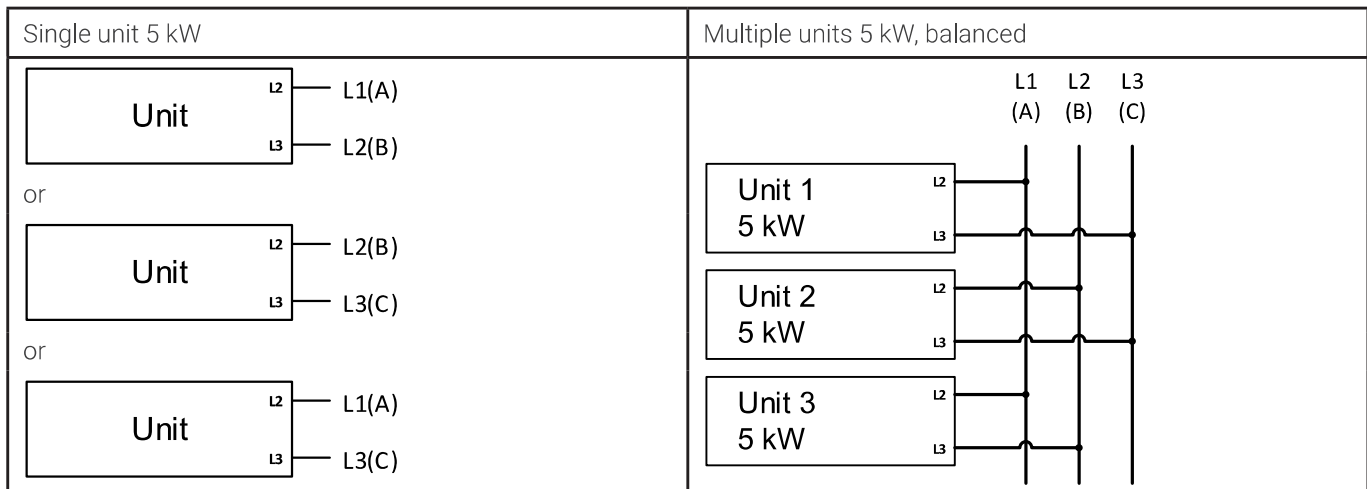 Single unit 5 kW
Unit
L2
L1(A)
L3
L2(B)
or
Unit
L2
L2(B)
L3
L3(C)
or
Unit
L2
L1(A)
L3
L3(C)
Multiple units 5 kW, balanced
L1 L2 L3
(A) (B) (C)
Unit 1
5 kW
L2
L3
Unit 2
5 kW
L2
L3
Unit 3
5 kW
L2
L3